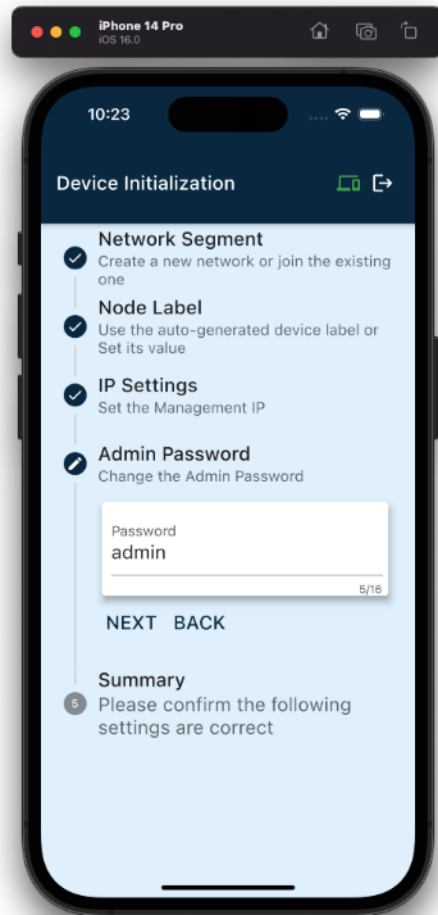 iPhone 14 Pro
iOS 16.0
10:23
Device Initialization
Network Segment
Create a new network or join the existing
one
Node Label
Use the auto-generated device label or
Set its value
IP Settings
Set the Management IP
Admin Password
Change the Admin Password
Password
admin
5/16
NEXT BACK
Summary
5
Please confirm the following
settings are correct